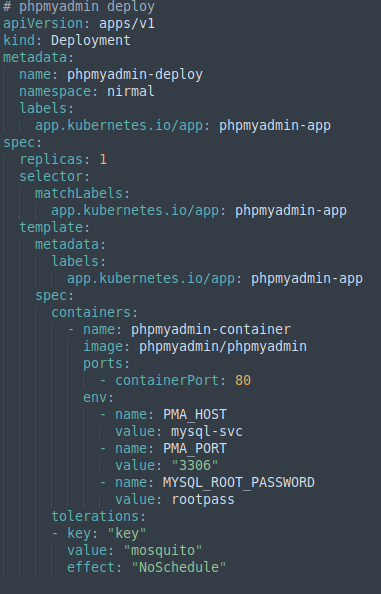 # phpmyadmin deploy
apiVersion: apps/v1
kind: Deployment
metadata:
  name: phpmyadmin-deploy
  namespace: nirmal
  labels:
    app.kubernetes.io/app: phpmyadmin-app
spec:
  replicas: 1
  selector:
    matchLabels:
      app.kubernetes.io/app: phpmyadmin-app
  template:
    metadata:
      labels:
        app.kubernetes.io/app: phpmyadmin-app
    spec:
      containers:
        - name: phpmyadmin-container
          image: phpmyadmin/phpmyadmin
          ports:
            - containerPort: 80
          env:
            - name: PMA_HOST
              value: mysql-svc
            - name: PMA_PORT
              value: "3306"
            - name: MYSQL_ROOT_PASSWORD
              value: rootpass
      tolerations:
      - key: "key"
        value: "mosquito"
        effect: "NoSchedule"